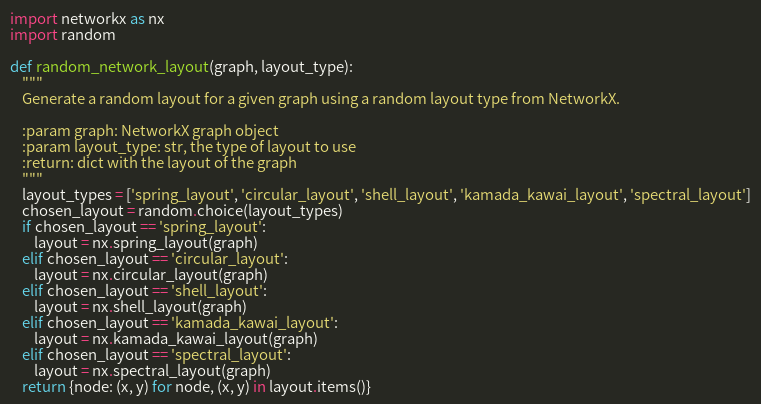 import networkx as nx
import random

def random_network_layout(graph, layout_type):
    """
    Generate a random layout for a given graph using a random layout type from NetworkX.

    :param graph: NetworkX graph object
    :param layout_type: str, the type of layout to use
    :return: dict with the layout of the graph
    """
    layout_types = ['spring_layout', 'circular_layout', 'shell_layout', 'kamada_kawai_layout', 'spectral_layout']
    chosen_layout = random.choice(layout_types)
    if chosen_layout == 'spring_layout':
        layout = nx.spring_layout(graph)
    elif chosen_layout == 'circular_layout':
        layout = nx.circular_layout(graph)
    elif chosen_layout == 'shell_layout':
        layout = nx.shell_layout(graph)
    elif chosen_layout == 'kamada_kawai_layout':
        layout = nx.kamada_kawai_layout(graph)
    elif chosen_layout == 'spectral_layout':
        layout = nx.spectral_layout(graph)
    return {node: (x, y) for node, (x, y) in layout.items()}